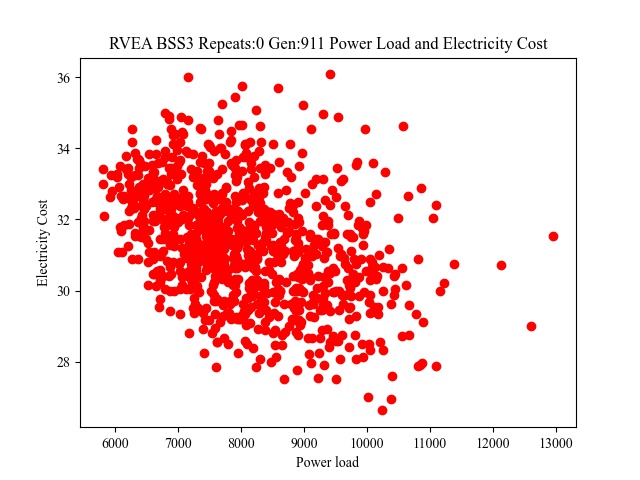 RVEA BSS3 Repeats:0 Gen:911 Power Load and Electricity Cost
36
34
32
30
28
Electricity Cost
6000 7000 8000 9000 10000 11000 12000 13000
Power load